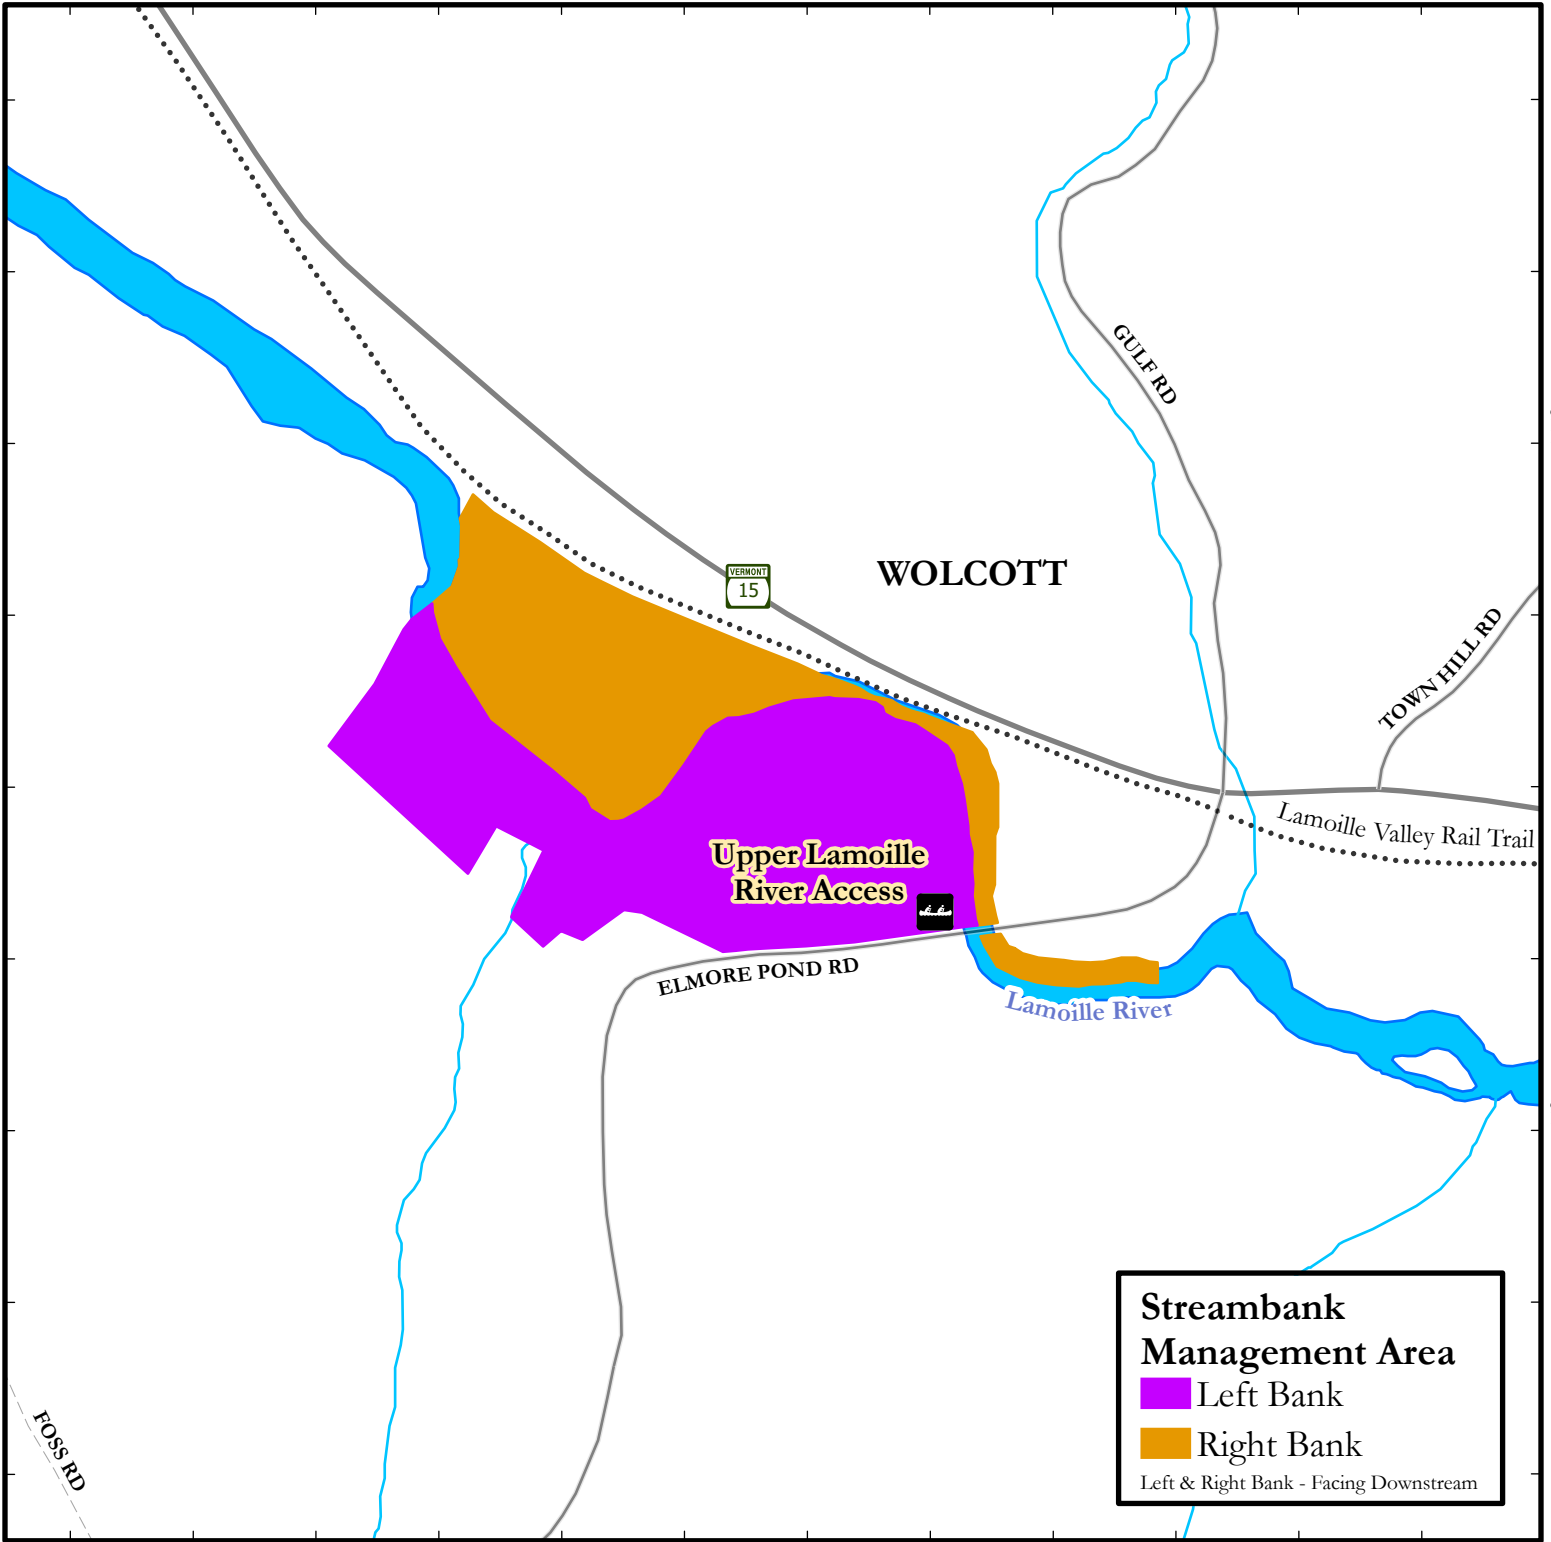 GULF RD
VERMONT
15
WOLCOTT
TOWN HILL RD
Lamoille Valley Rail Trail
Upper Lamoille
River Access
ELMORE POND RD
Lamoille River
Streambank
Management Area
Left Bank
Right Bank
Left & Right Bank - Facing Downstream
FOSS RD